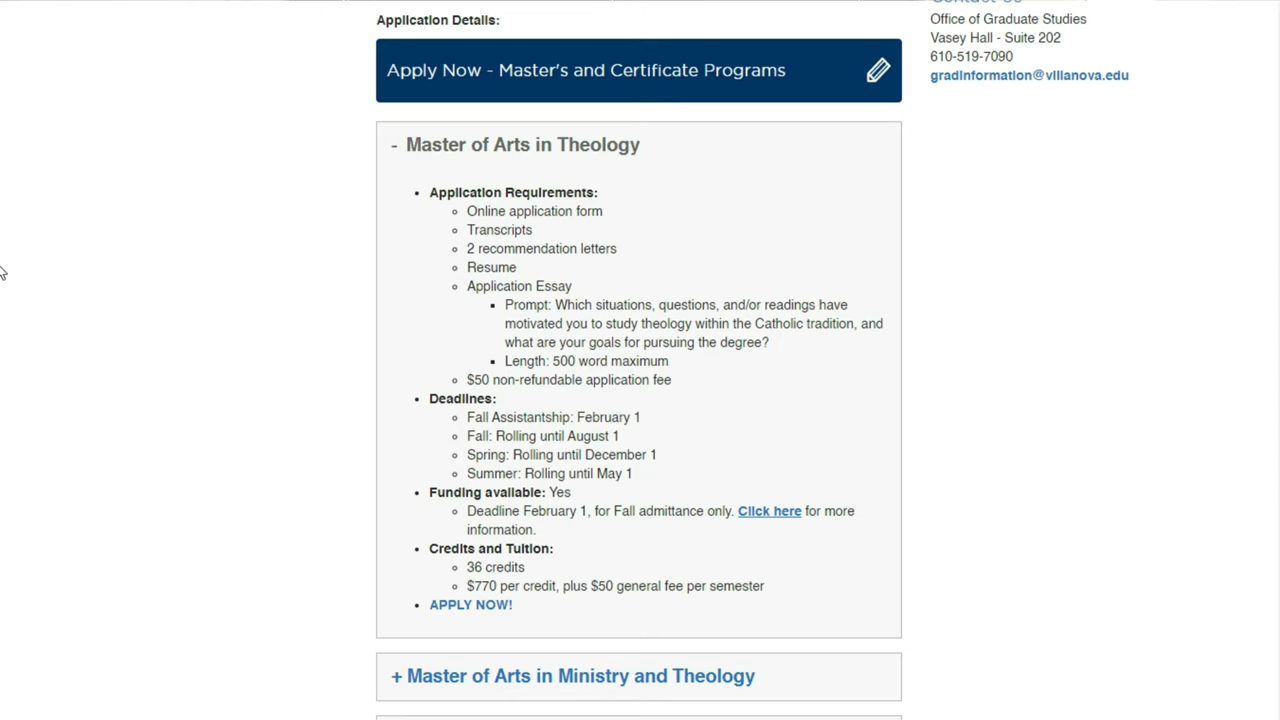 Application Details:
Apply Now - Master's and Certificate Programs
- Master of Arts in Theology
Application Requirements:
Online application form
Transcripts
2 recommendation letters
Resume
Application Essay
Prompt: Which situations, questions, and/or readings have
motivated you to study theology within the Catholic tradition, and
what are your goals for pursuing the degree?
Length: 500 word maximum
$50 non-refundable application fee
Deadlines:
Fall Assistantship: February 1
Fall: Rolling until August 1
Spring: Rolling until December 1
Summer: Rolling until May 1
Funding available: Yes
Deadline February 1, for Fall admittance only. Click here for more
information.
Credits and Tuition:
36 credits
$770 per credit, plus $50 general fee per semester
APPLY NOW!
+ Master of Arts in Ministry and Theology
Contact Us
Office of Graduate Studies
Vasey Hall - Suite 202
610-519-7090
gradinformation@villanova.edu